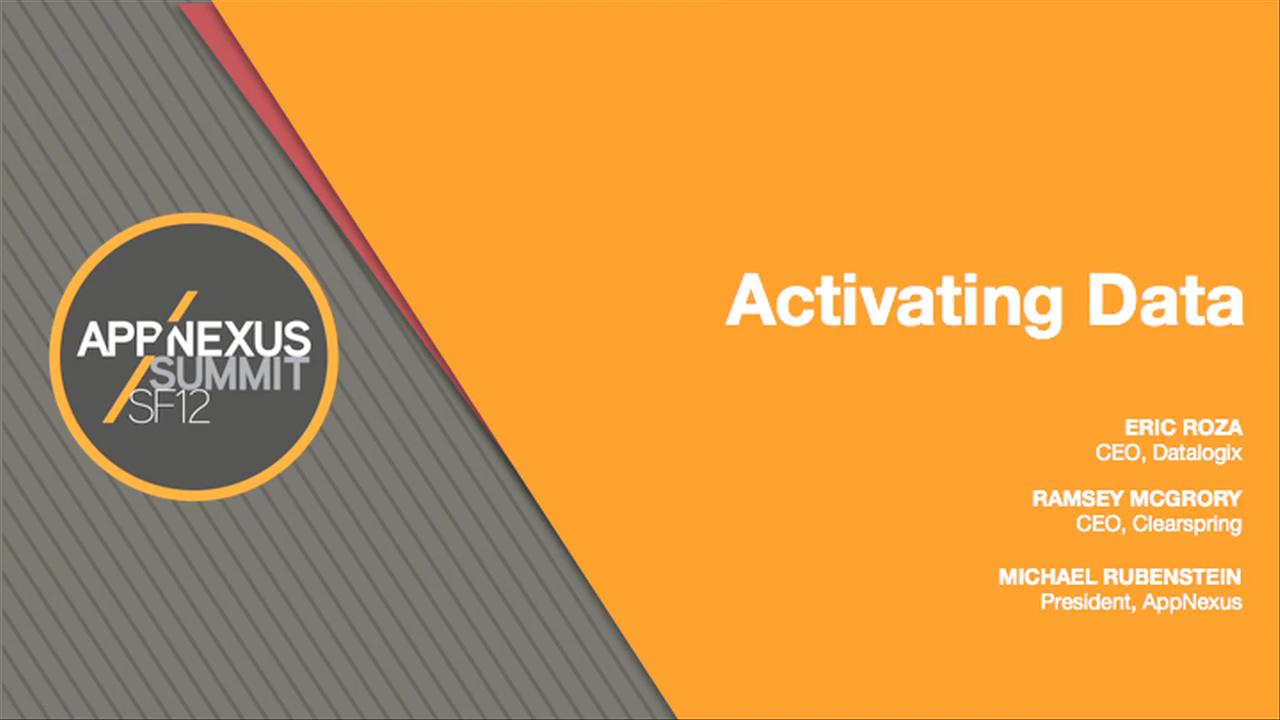 APPNEXUS
SUMMIT
SF12
Activating Data
ERIC ROZA
CEO, Datalogix
RAMSEY MCGRORY
CEO, Clearspring
MICHAEL RUBENSTEIN
President, AppNexus